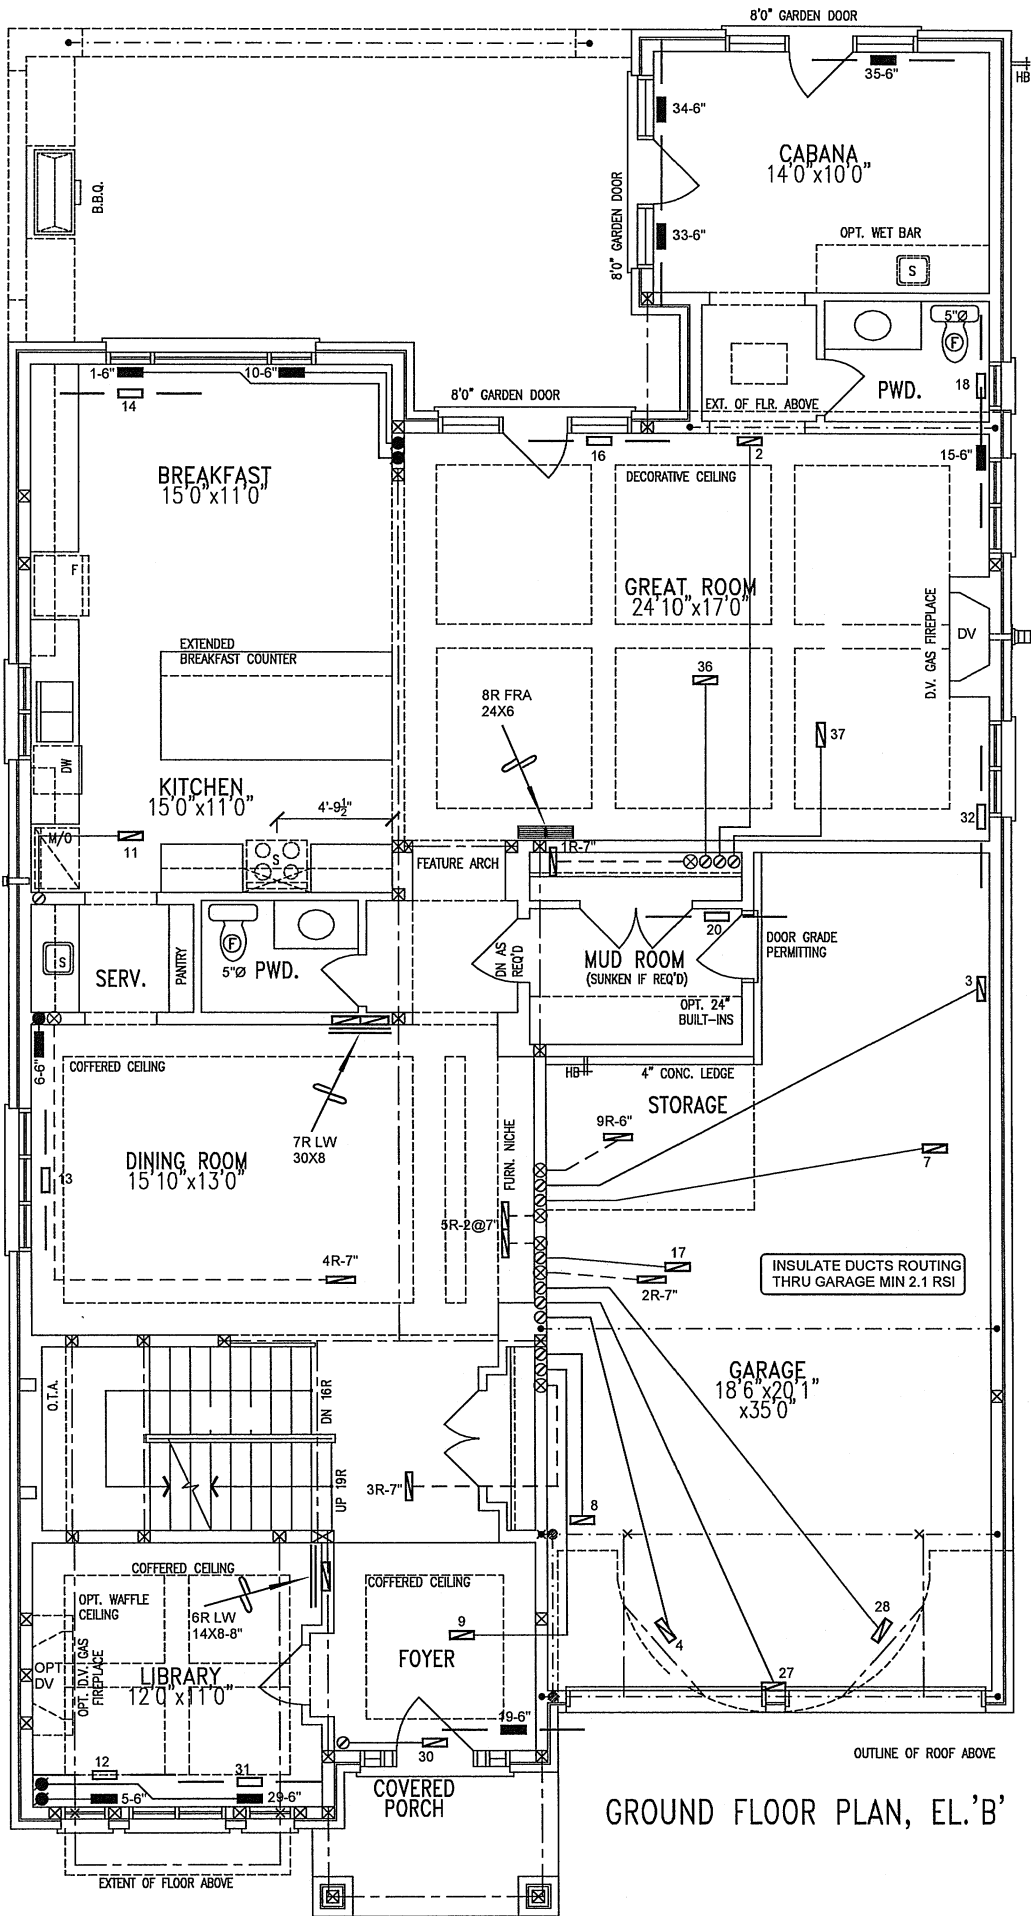 8'0" GARDEN DOOR
35-6"
HB
34-6"
CABANA
14'0"x10'0"
B.B.Q.
8'0" GARDEN DOOR
33-6"
OPT. WET BAR
S
5"Ø
F
1-6"
10-6"
14
8'0" GARDEN DOOR
PWD.
18
EXT. OF FLR. ABOVE
16
2
15-6"
BREAKFAST
15'0"x11'0"
DECORATIVE CEILING
F
GREAT ROOM
24'10"x17'0"
D.V. GAS FIREPLACE
DV
EXTENDED
BREAKFAST COUNTER
36
8R FRA
24X6
37
DW
KITCHEN
15'0"x11'0"
4'-9½"
32
M/O
11
S
FEATURE ARCH
1R-7"
20
DOOR GRADE
PERMITTING
S
SERV.
PANTRY
F
5"Ø
PWD.
DN AS
REQ'D
MUD ROOM
(SUNKEN IF REQ'D)
OPT. 24"
BUILT-INS
3
6-6"
COFFERED CEILING
HB
4" CONC. LEDGE
STORAGE
7R LW
30X8
FURN. NICHE
9R-6"
7
DINING ROOM
15'10"x13'0"
13
5R-2@7"
4R-7"
17
2R-7"
INSULATE DUCTS ROUTING
THRU GARAGE MIN 2.1 RSI
O.T.A.
DN 16R
GARAGE
18'6"x20'1"
x35'0"
UP 19R
3R-7"
8
COFFERED CEILING
COFFERED CEILING
OPT. WAFFLE
CEILING
6R LW
14X8-8"
9
4
28
OPT
DV
OPT. D.V. GAS
FIREPLACE
LIBRARY
12'0"x11'0"
FOYER
27
19-6"
30
12
31
5-6"
29-6"
COVERED
PORCH
OUTLINE OF ROOF ABOVE
GROUND FLOOR PLAN, EL.'B'
EXTENT OF FLOOR ABOVE